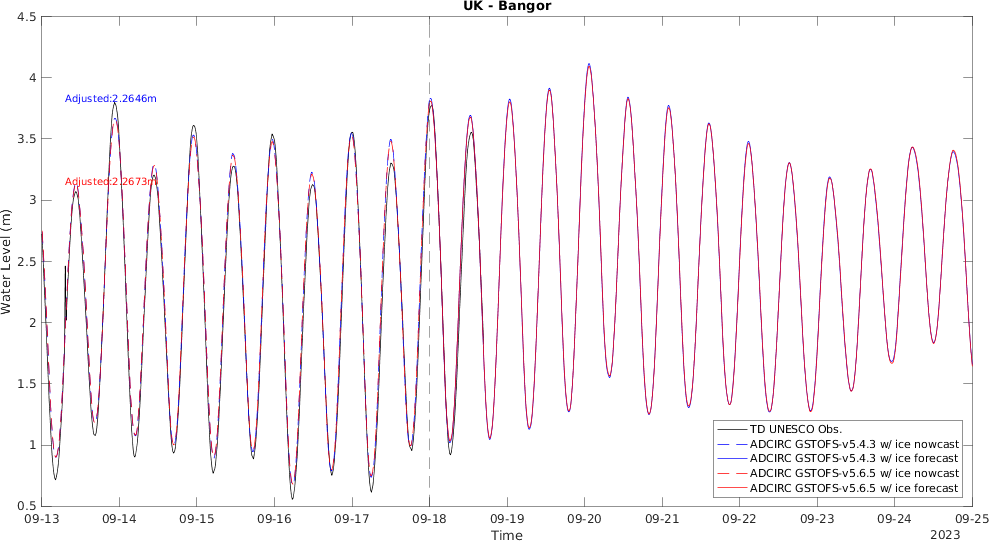 UK - Bangor
4.5
4
3.5
3
2.5
2
1.5
1
0.5
Water Level (m)
Adjusted:2.2646m
Adjusted:2.2673m
09-13
09-14
09-15
09-16
09-17
09-18
09-19
09-20
09-21
09-22
09-23
09-24
09-25
Time
2023
TD UNESCO Obs.
ADCIRC GSTOFS-v5.4.3 w/ ice nowcast
ADCIRC GSTOFS-v5.4.3 w/ ice forecast
ADCIRC GSTOFS-v5.6.5 w/ ice nowcast
ADCIRC GSTOFS-v5.6.5 w/ ice forecast